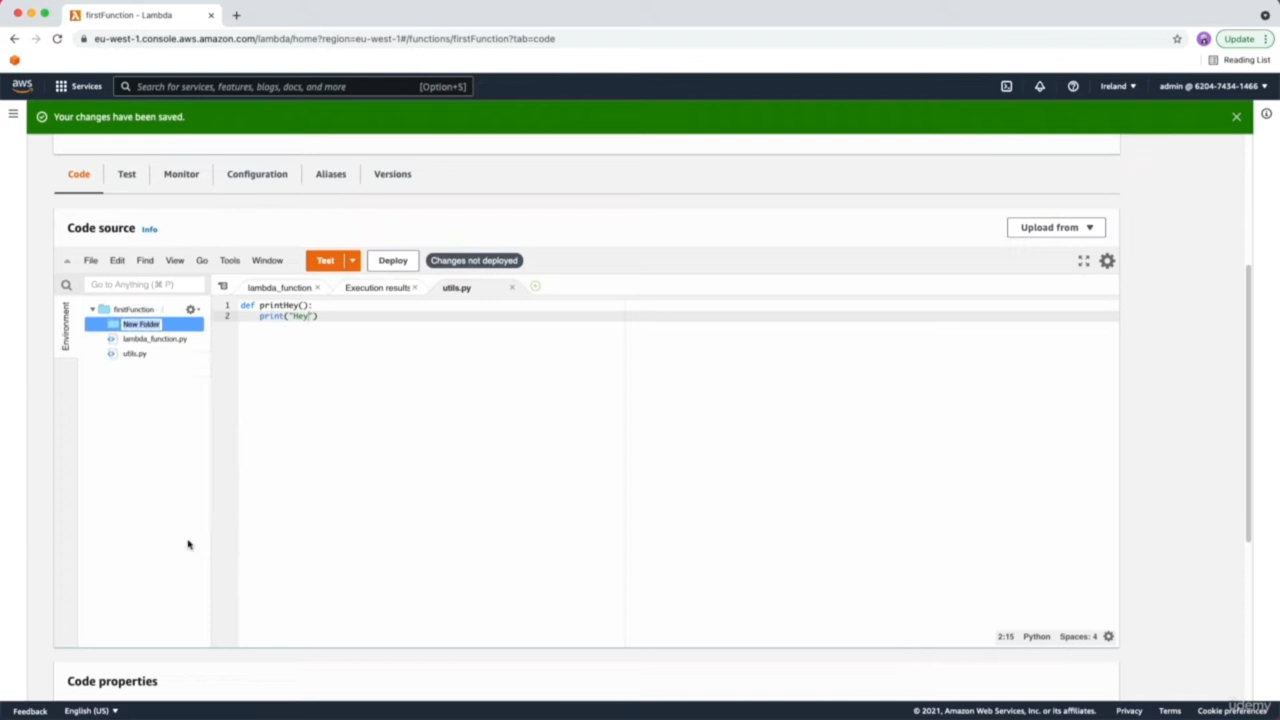 firstFunction - Lambda
eu-west-1.console.aws.amazon.com/lambda/home?region=eu-west-1#/functions/firstFunction?tab=code
Update
Reading List
aws
Services
Search for services, features, blogs, docs, and more
[Option+S]
Ireland ▼
admin @ 6204-7434-1466 ▼
Your changes have been saved.
Code
Test
Monitor
Configuration
Aliases
Versions
Code source
Info
Upload from ▼
File
Edit
Find
View
Go
Tools
Window
Test
Deploy
Changes not deployed
Go to Anything (⌘ P)
lambda_function
Execution results
utils.py
Environment
firstFunction /
New Folder
lambda_function.py
utils.py
1 def printHey():
2 print("Hey")
2:15 Python Spaces: 4
Code properties
Feedback
English (US) ▼
© 2021, Amazon Web Services, Inc. or its affiliates.
Privacy
Terms
Cookie preferences
udemy